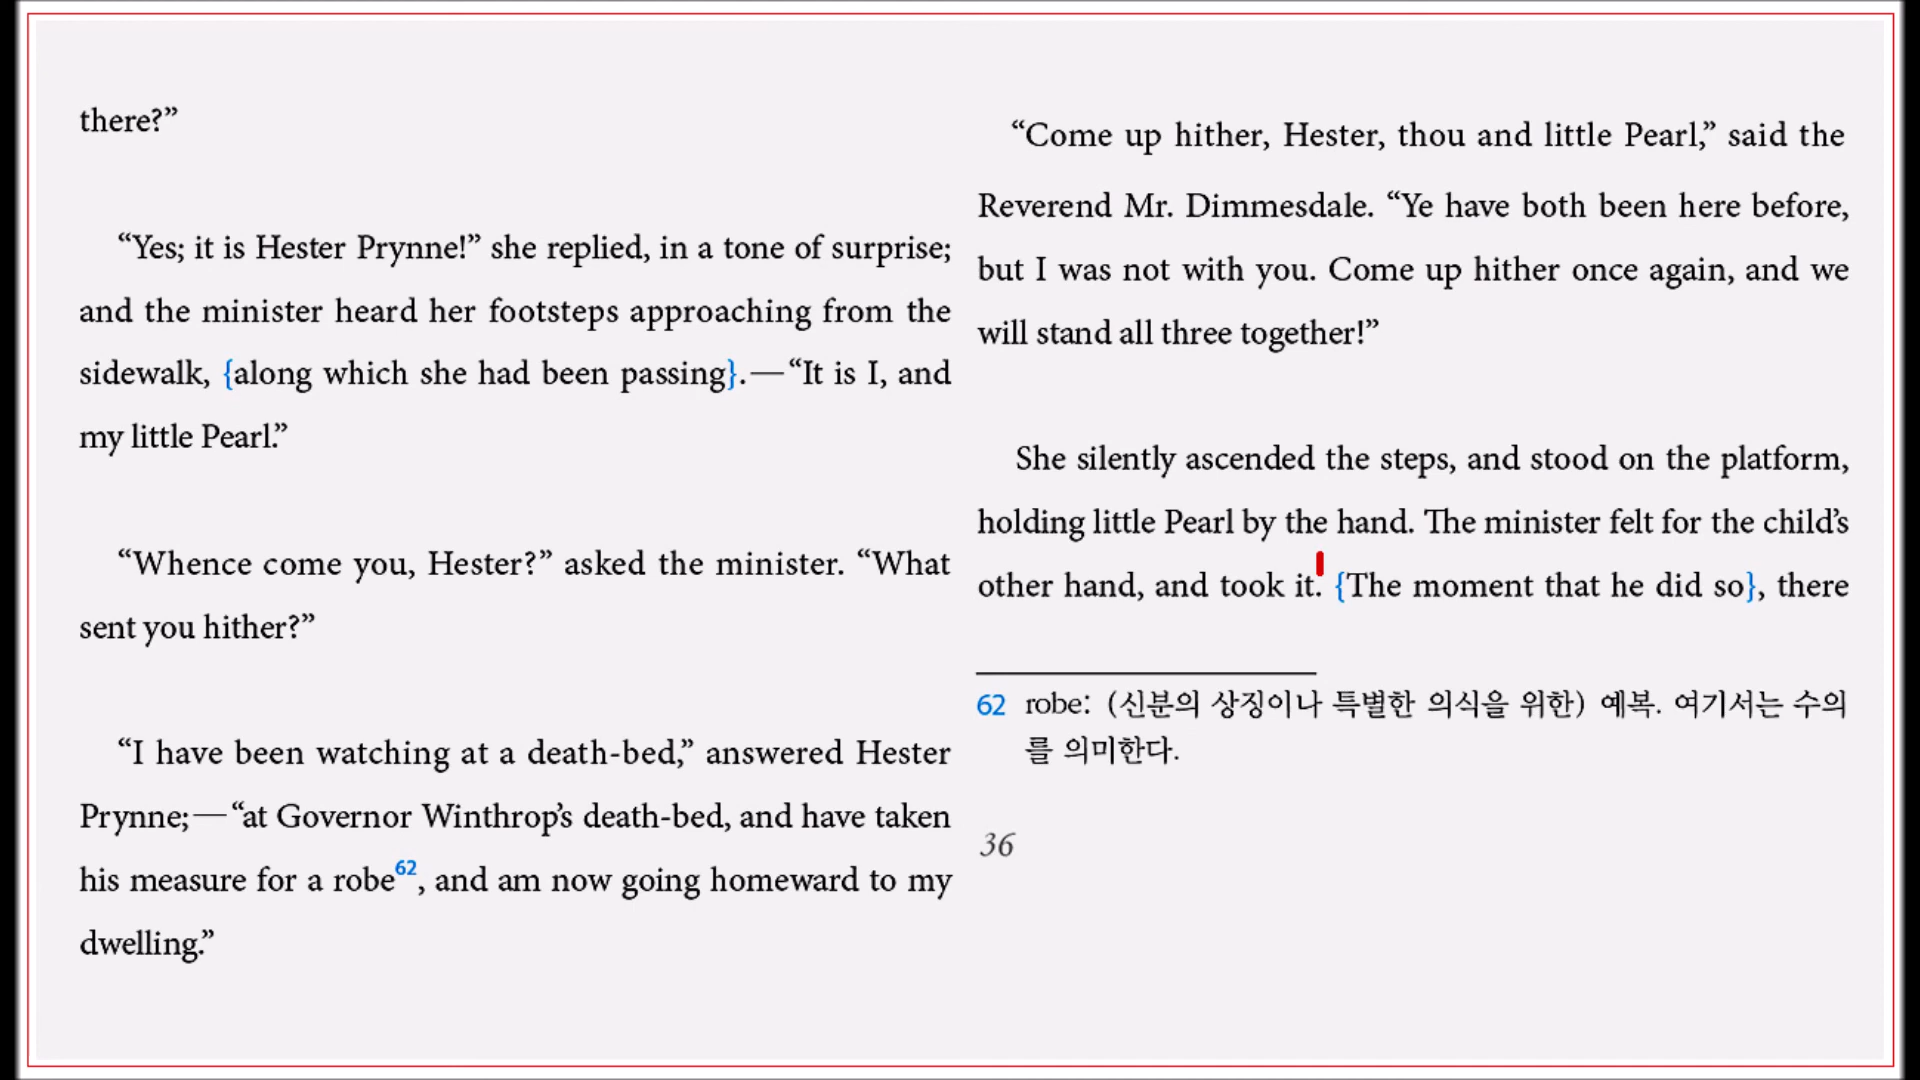 there?”
“Yes; it is Hester Prynne!” she replied, in a tone of surprise;
and the minister heard her footsteps approaching from the
sidewalk, {along which she had been passing}.—“It is I, and
my little Pearl.”
“Whence come you, Hester?” asked the minister. “What
sent you hither?”
“I have been watching at a death-bed,” answered Hester
Prynne;—“at Governor Winthrop’s death-bed, and have taken
his measure for a robe62, and am now going homeward to my
dwelling.”
“Come up hither, Hester, thou and little Pearl,” said the
Reverend Mr. Dimmesdale. “Ye have both been here before,
but I was not with you. Come up hither once again, and we
will stand all three together!”
She silently ascended the steps, and stood on the platform,
holding little Pearl by the hand. The minister felt for the child’s
other hand, and took it. {The moment that he did so}, there
62 robe: (신분의 상징이나 특별한 의식을 위한) 예복. 여기서는 수의
를 의미한다.
36